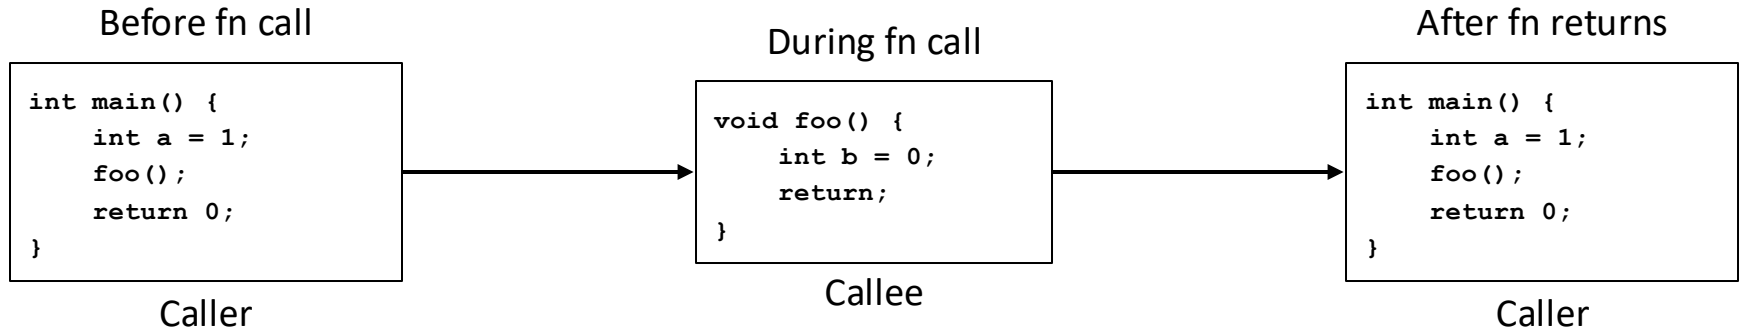 Before fn call
int main() {
    int a = 1;
    foo();
    return 0;
}
Caller
During fn call
void foo() {
    int b = 0;
    return;
}
Callee
After fn returns
int main() {
    int a = 1;
    foo();
    return 0;
}
Caller